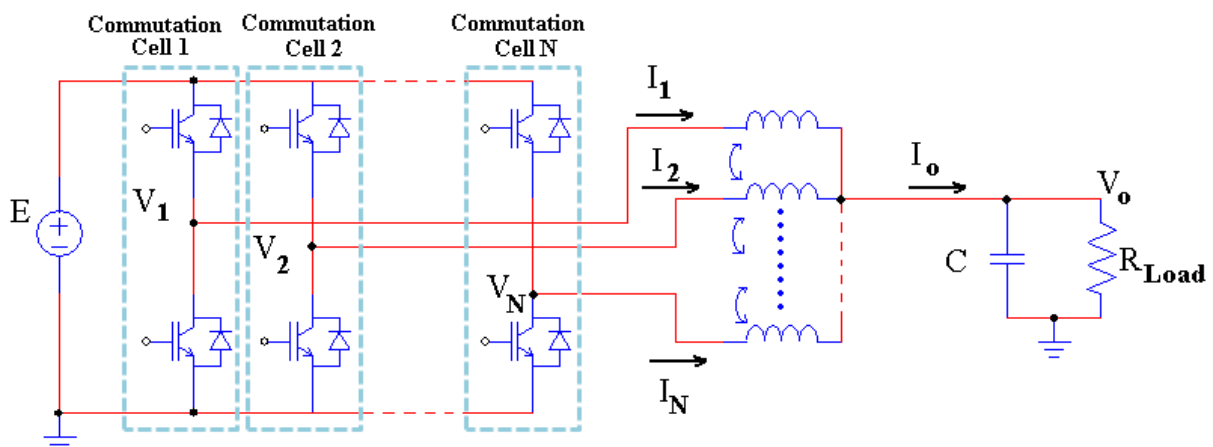 Commutation
Cell 1
Commutation
Cell 2
Commutation
Cell N
I1
I2
Io
Vo
V1
E
V2
C
RLoad
VN
IN